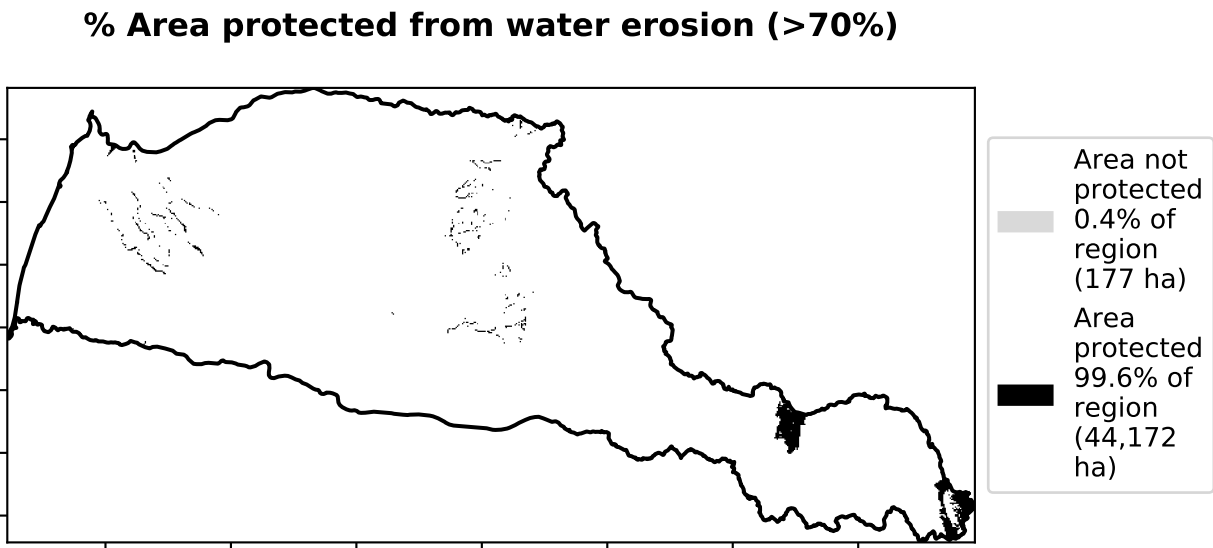 % Area protected from water erosion (>70%)
Area not
protected
0.4% of
region
(177 ha)
Area
protected
99.6% of
region
(44,172
ha)